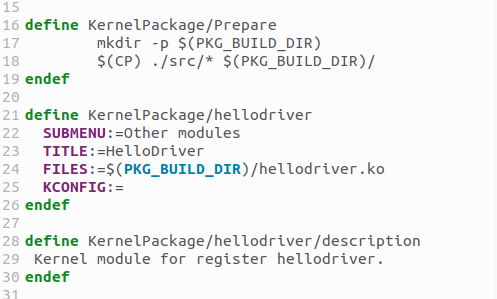 15
16 define KernelPackage/Prepare
17         mkdir -p $(PKG_BUILD_DIR)
18         $(CP) ./src/* $(PKG_BUILD_DIR)/
19 endef
20
21 define KernelPackage/hellodriver
22   SUBMENU:=Other modules
23   TITLE:=HelloDriver
24   FILES:=$(PKG_BUILD_DIR)/hellodriver.ko
25   KCONFIG:=
26 endef
27
28 define KernelPackage/hellodriver/description
29  Kernel module for register hellodriver.
30 endef
31